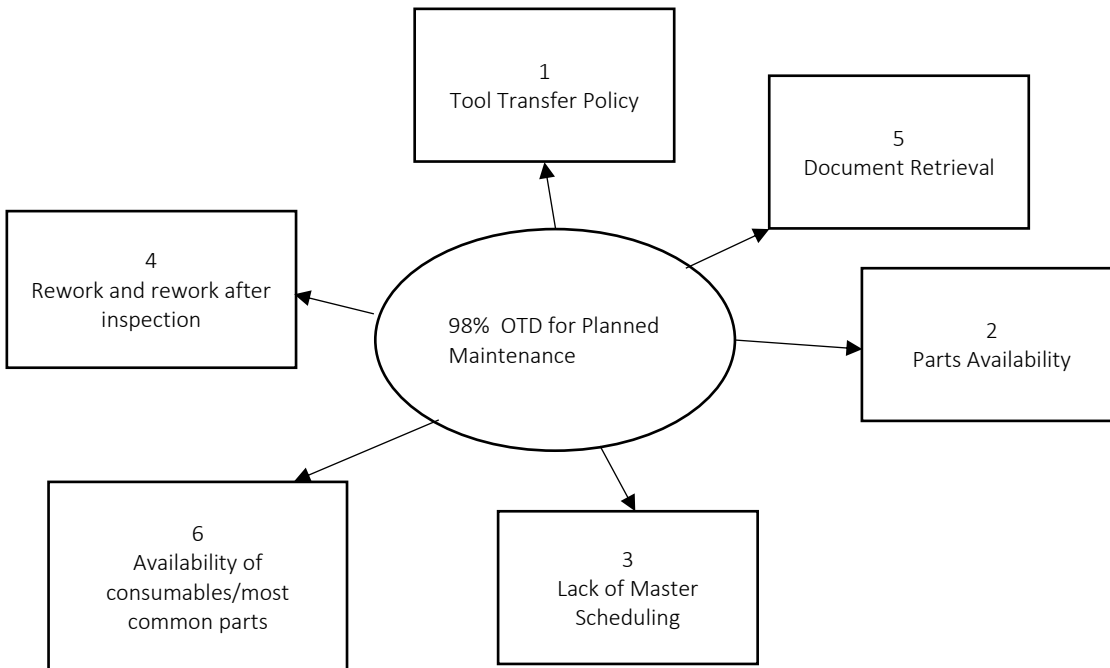 1
Tool Transfer Policy
5
Document Retrieval
4
Rework and rework after
inspection
98%  OTD for Planned
Maintenance
2
Parts Availability
6
Availability of
consumables/most
common parts
3
Lack of Master
Scheduling